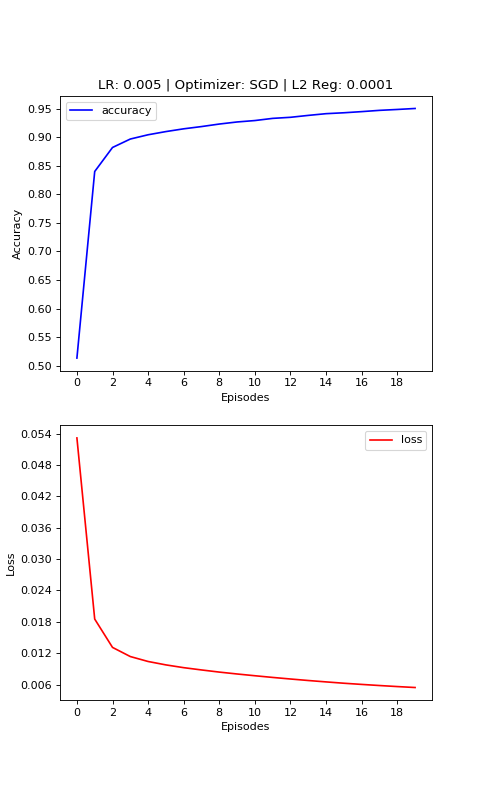 LR: 0.005 | Optimizer: SGD | L2 Reg: 0.0001
accuracy
0.95
0.90
0.85
0.80
0.75
0.70
0.65
0.60
0.55
0.50
Accuracy
0 2 4 6 8 10 12 14 16 18
Episodes
loss
0.054
0.048
0.042
0.036
0.030
0.024
0.018
0.012
0.006
Loss
0 2 4 6 8 10 12 14 16 18
Episodes